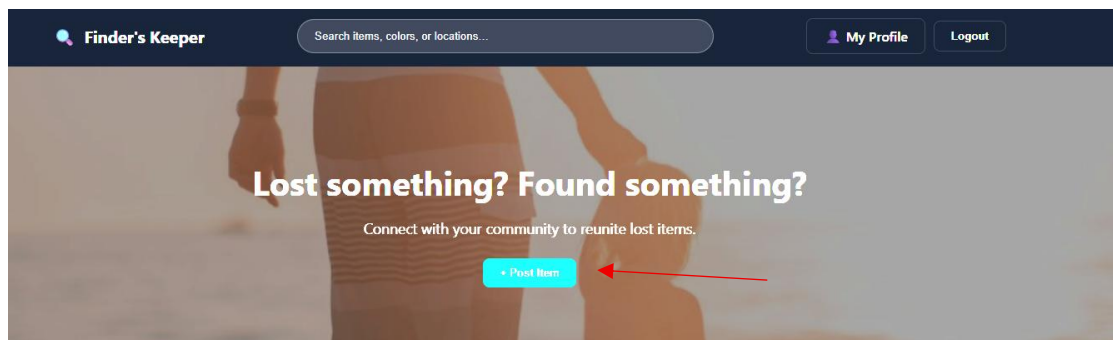 Finder's Keeper
Search items, colors, or locations...
My Profile
Logout
Lost something? Found something?
Connect with your community to reunite lost items.
+ Post Item